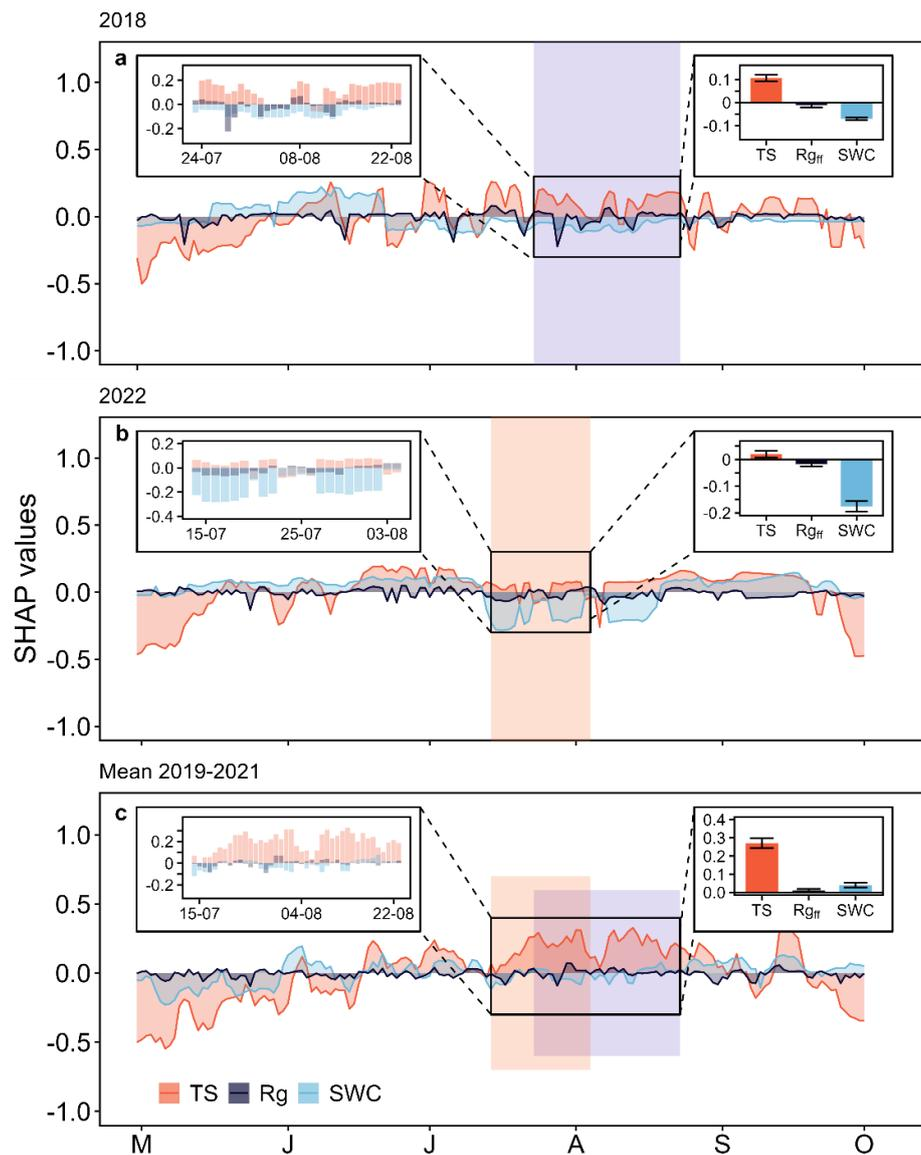 2018
a
1.0
0.5
0.0
-0.5
-1.0
0.2
0.0
-0.2
24-07 08-08 22-08
0.1
0
-0.1
TS Rgff SWC
2022
b
1.0
0.5
0.0
-0.5
-1.0
0.2
0.0
-0.2
-0.4
15-07 25-07 03-08
0
-0.1
-0.2
TS Rgff SWC
SHAP values
Mean 2019-2021
c
1.0
0.5
0.0
-0.5
-1.0
0.2
0
-0.2
15-07 04-08 22-08
0.4
0.3
0.2
0.1
0.0
TS Rgff SWC
TS Rg SWC
M J J A S O